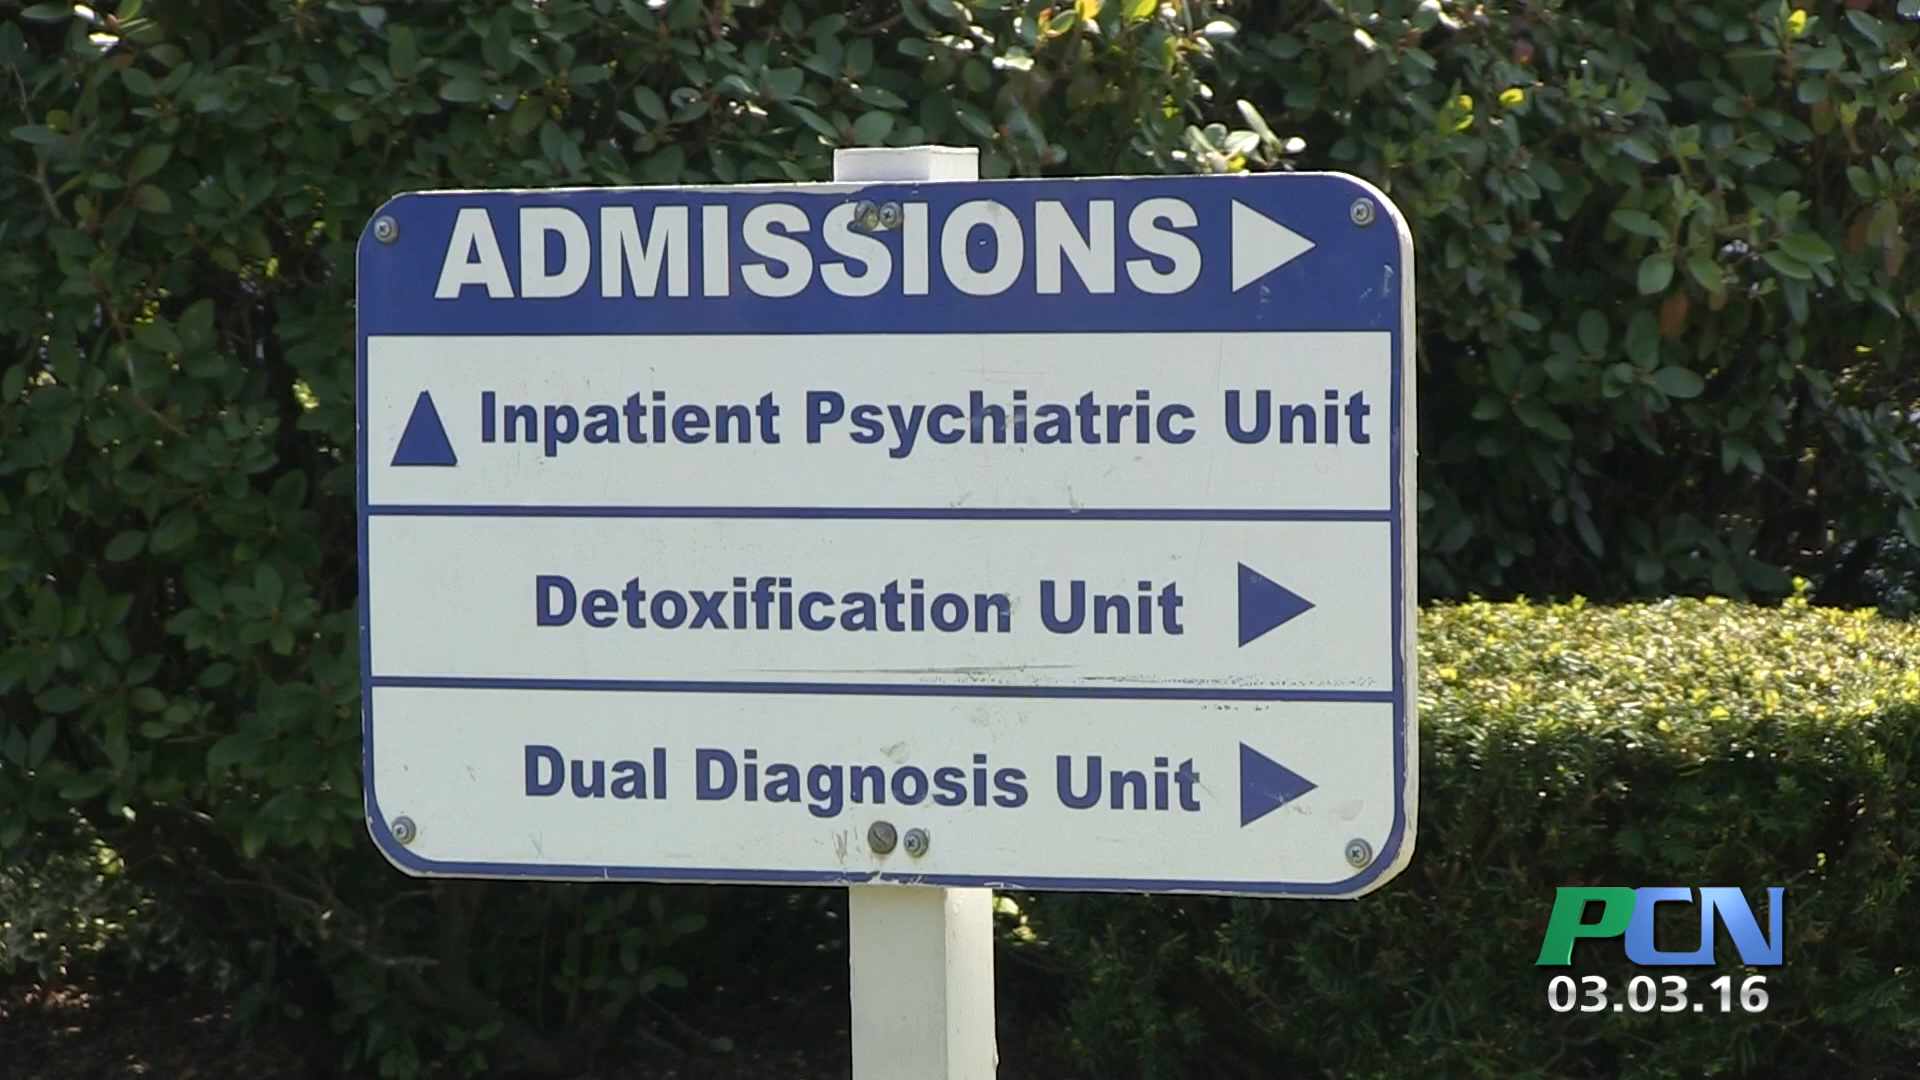 ADMISSIONS
Inpatient Psychiatric Unit
Detoxification Unit
Dual Diagnosis Unit
PCN
03.03.16